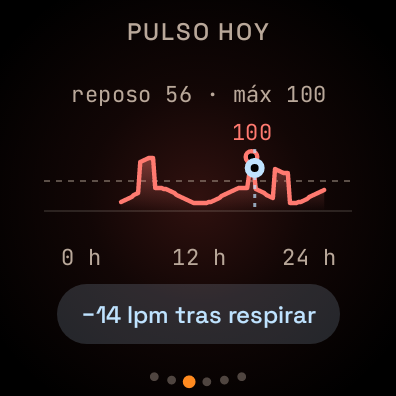 PULSO HOY
reposo 56 · máx 100
100
0 h 12 h 24 h
−14 lpm tras respirar